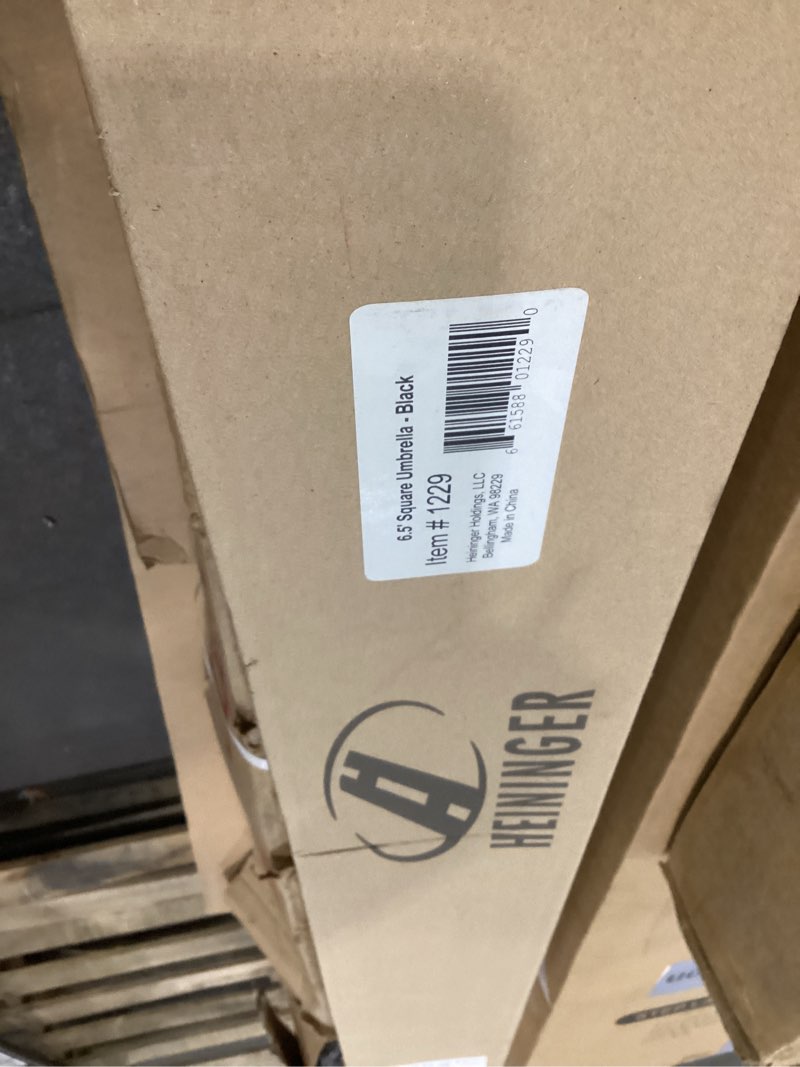 6.5' Square Umbrella - Black
Item # 1229
Heininger Holdings, LLC
Bellingham, WA 98229
Made in China
6 61588 01229 0
H
HEININGER